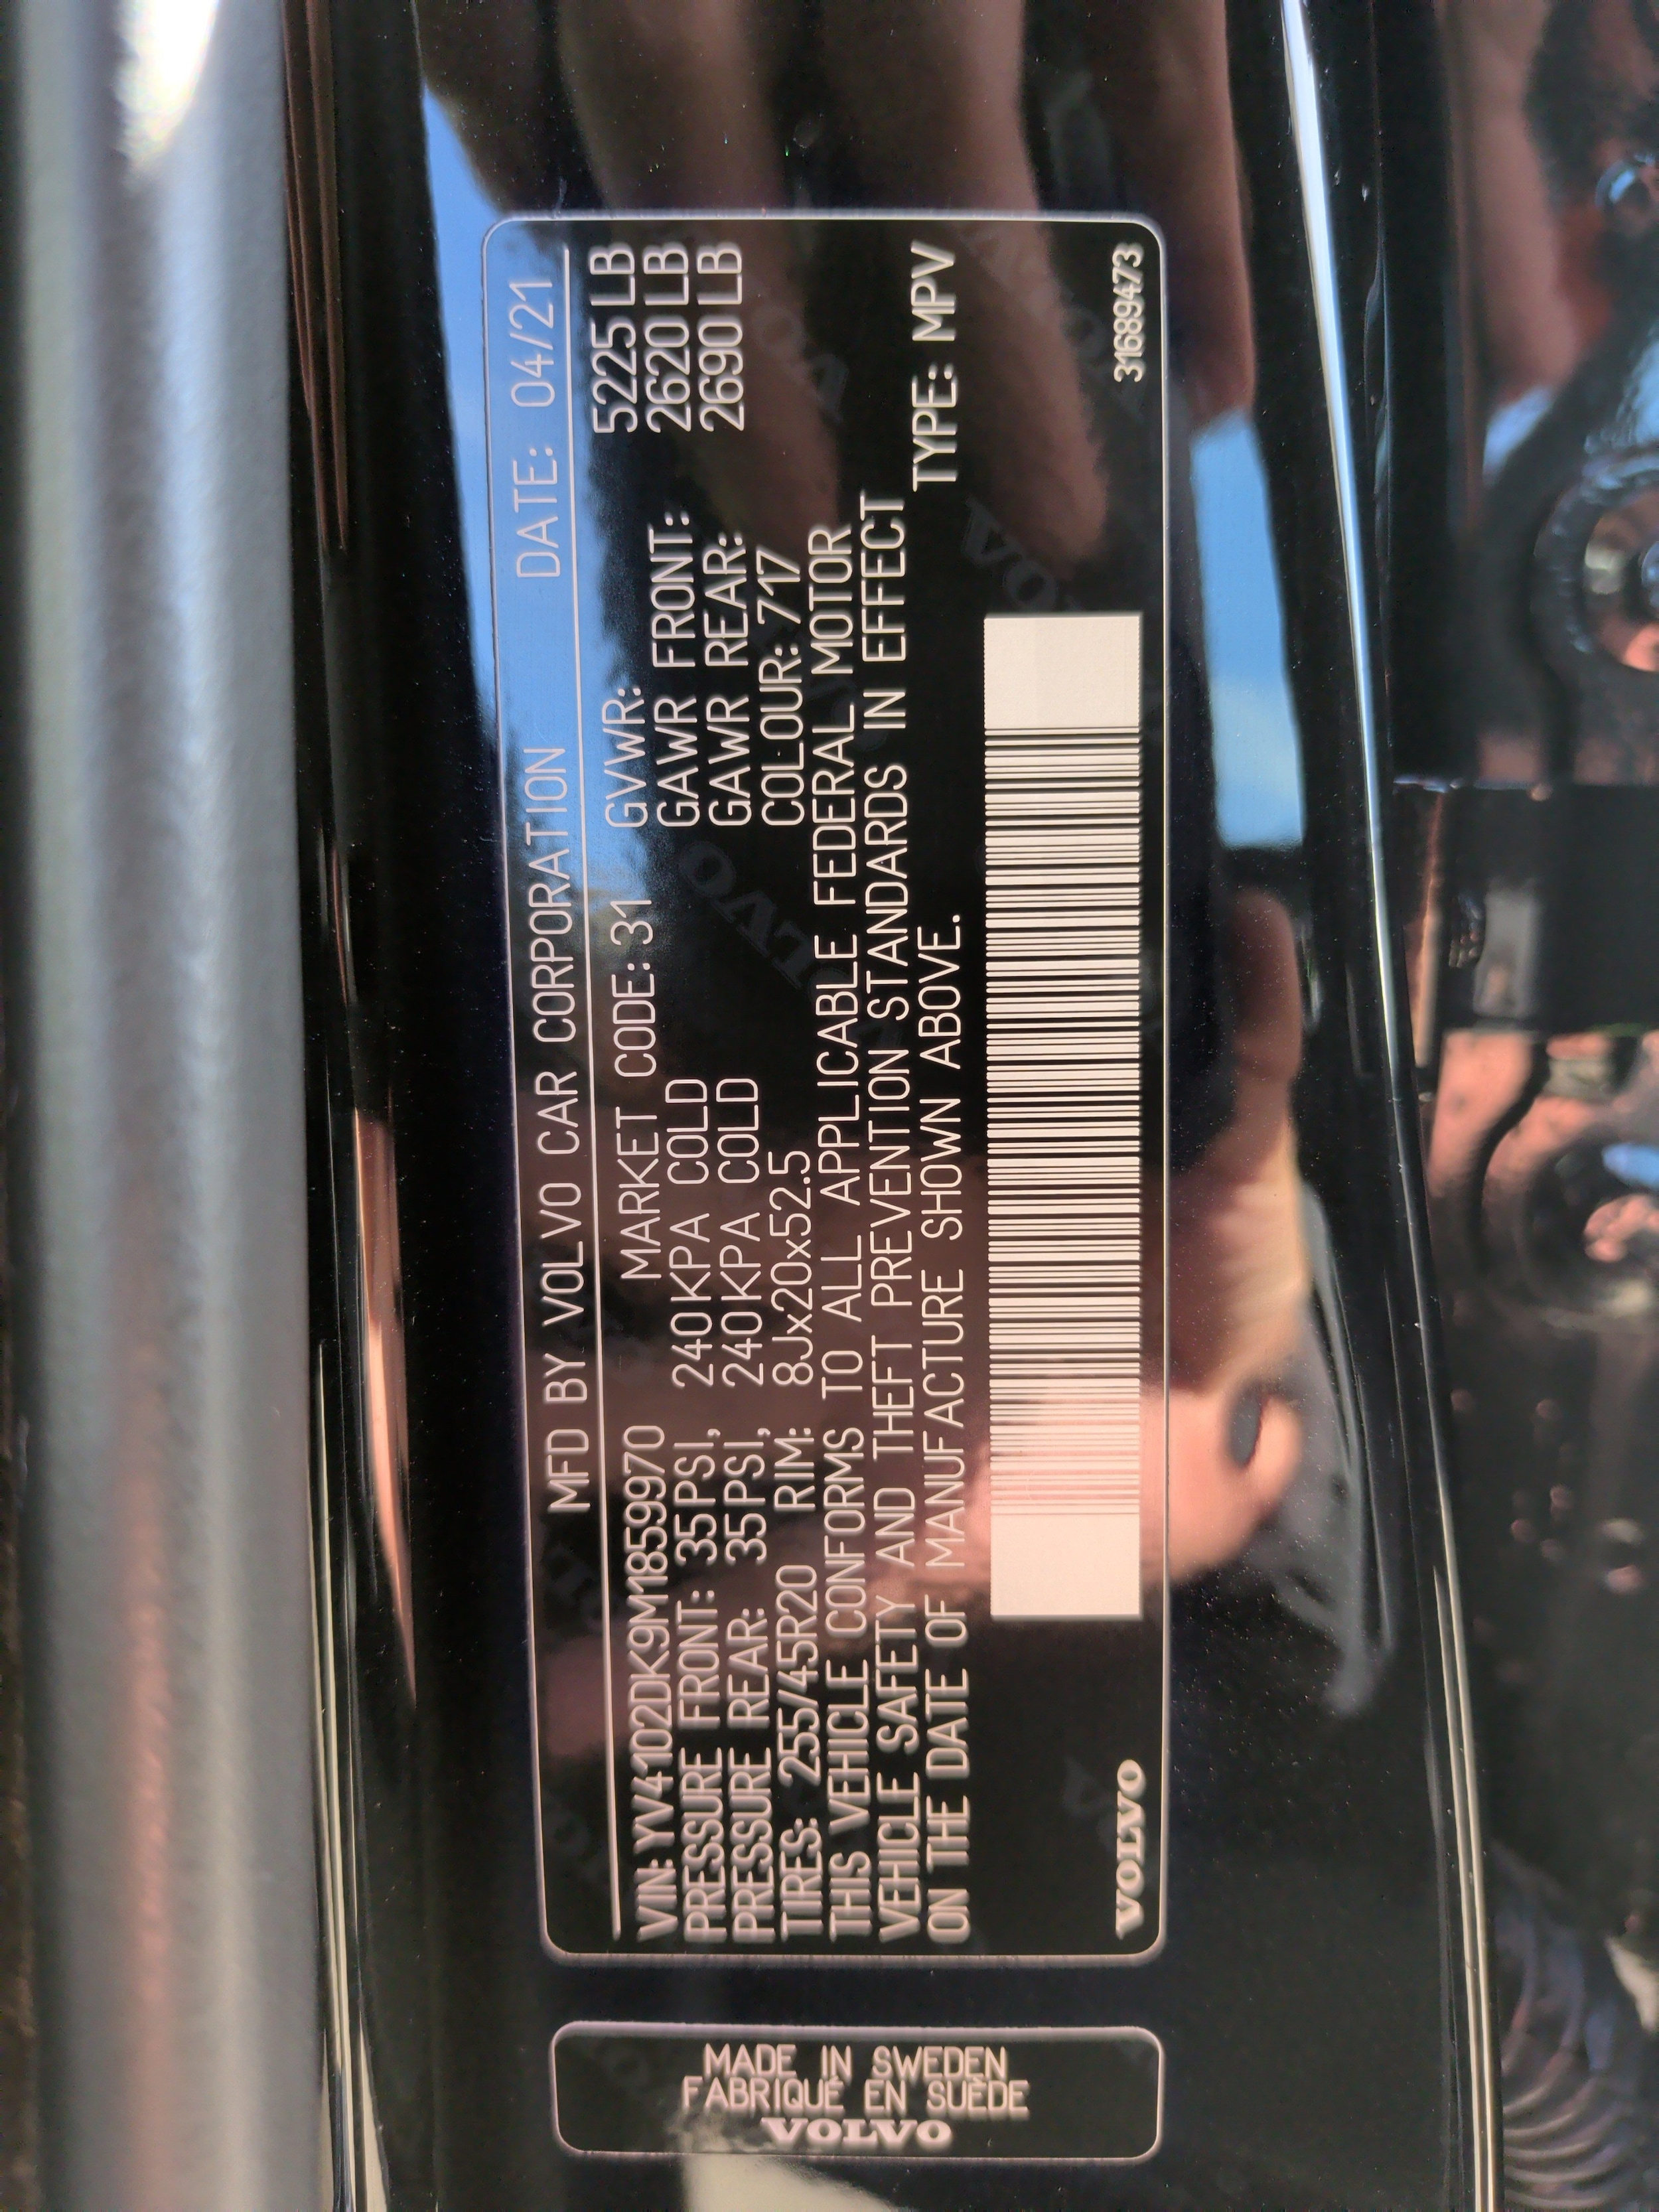 MFD BY VOLVO CAR CORPORATION DATE: 04/21
VIN: YV4102DK9M1859970 MARKET CODE: 31 GVWR: 5225 LB
PRESSURE FRONT: 35PSI, 240KPA COLD GAWR FRONT: 2620 LB
PRESSURE REAR: 35PSI, 240KPA COLD GAWR REAR: 2690 LB
TIRES: 255/45R20 RIM: 8Jx20x52.5 COLOUR: 717
THIS VEHICLE CONFORMS TO ALL APPLICABLE FEDERAL MOTOR
VEHICLE SAFETY AND THEFT PREVENTION STANDARDS IN EFFECT
ON THE DATE OF MANUFACTURE SHOWN ABOVE. TYPE: MPV
VOLVO 31689473
MADE IN SWEDEN
FABRIQUÉ EN SUÈDE
VOLVO